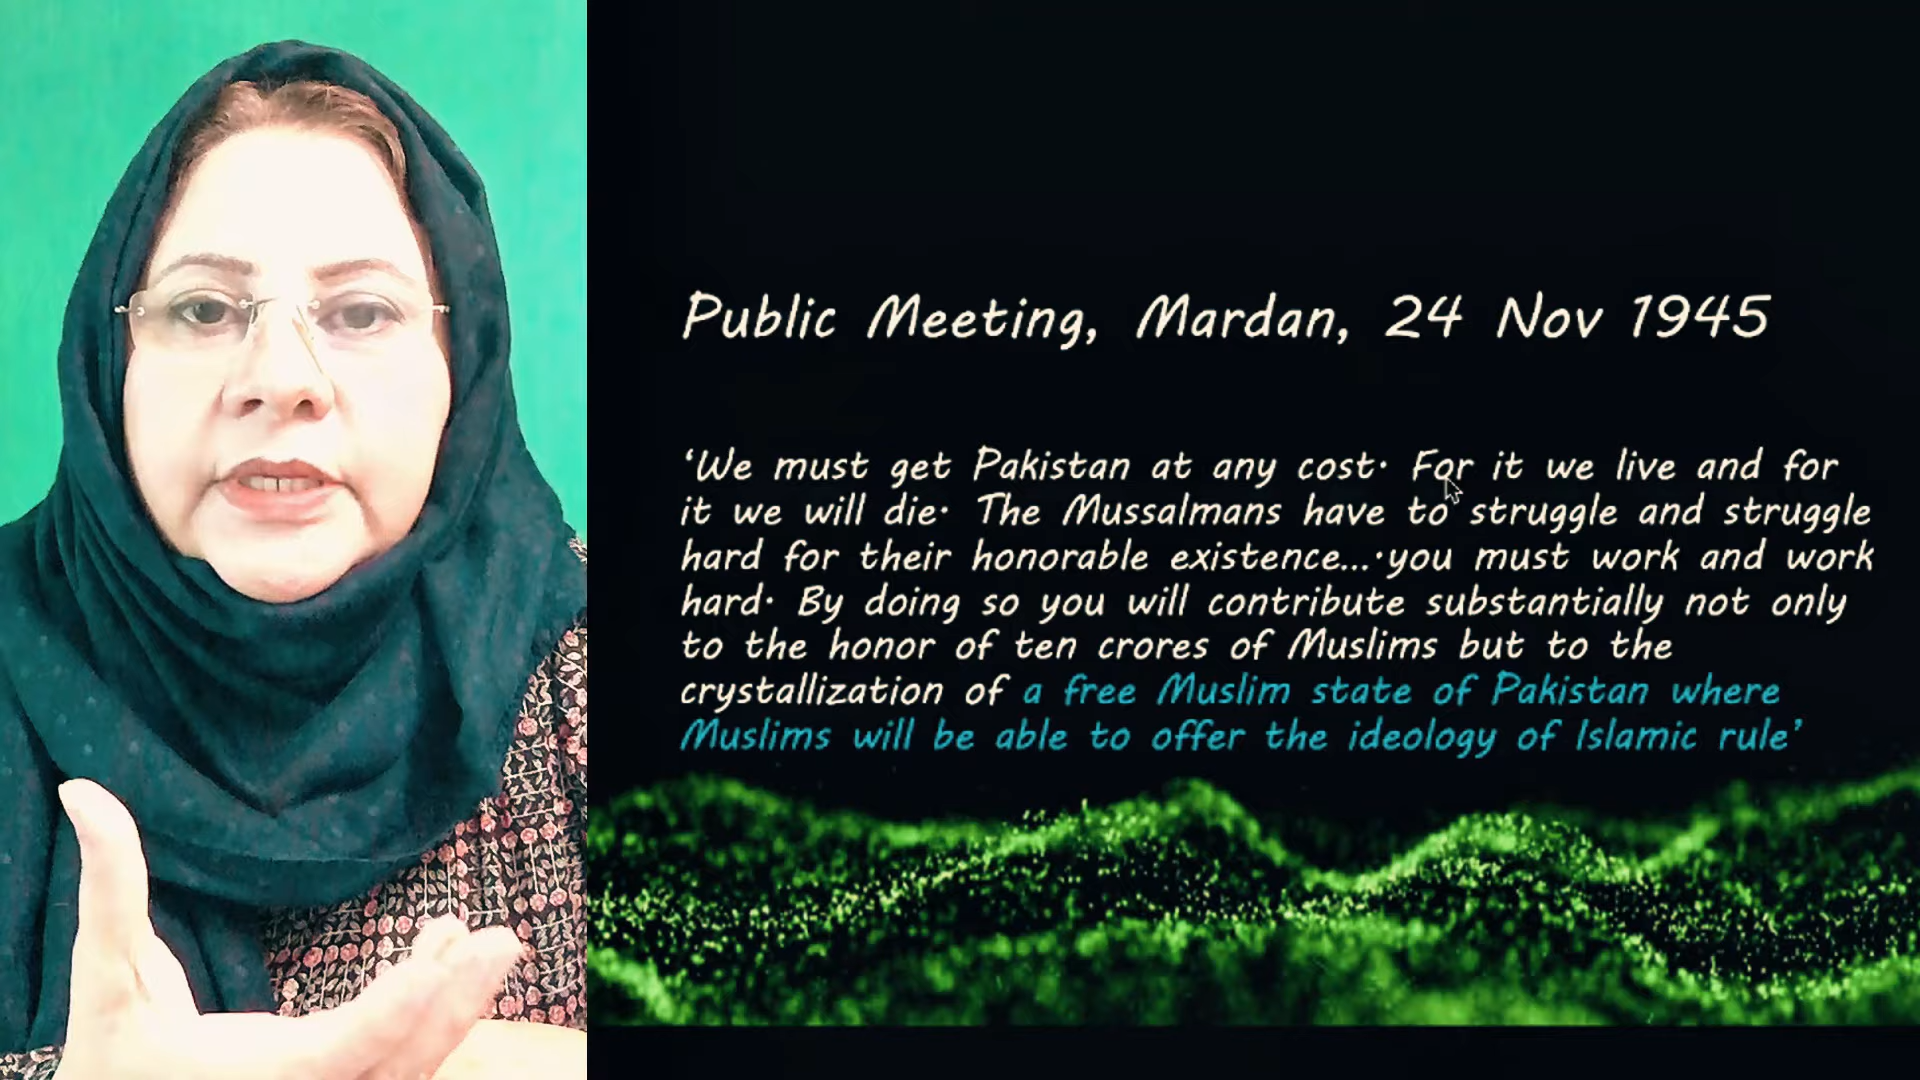 Public Meeting, Mardan, 24 Nov 1945
‘We must get Pakistan at any cost. For it we live and for
it we will die. The Mussalmans have to struggle and struggle
hard for their honorable existence....you must work and work
hard. By doing so you will contribute substantially not only
to the honor of ten crores of Muslims but to the
crystallization of a free Muslim state of Pakistan where
Muslims will be able to offer the ideology of Islamic rule’